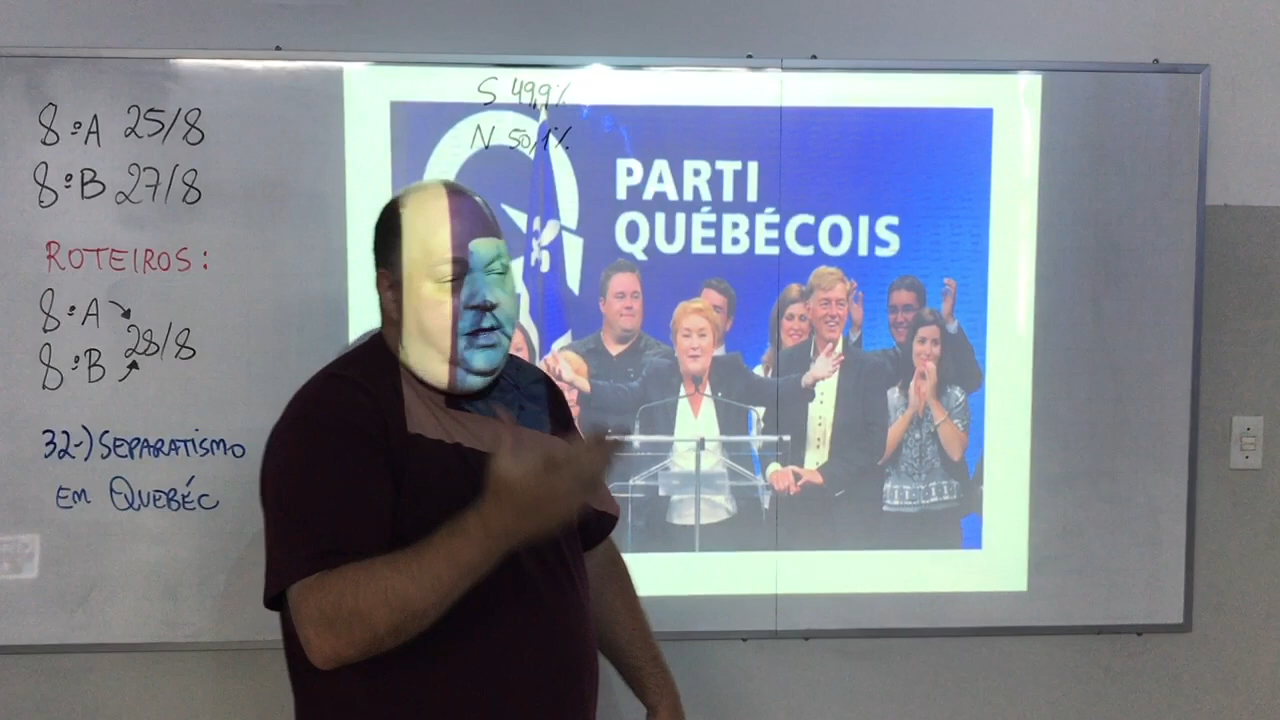 8ºA 25/8
8ºB 27/8
ROTEIROS:
8ºA
28/8
8ºB
32-) SEPARATISMO
EM QUEBÉC
S 49,9%
N 50,1%
PARTI
QUÉBÉCOIS